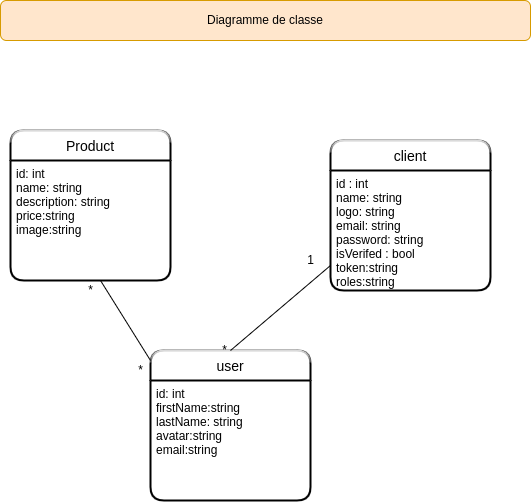 Diagramme de classe
Product
id: int
name: string
description: string
price:string
image:string
*
client
id : int
name: string
logo: string
email: string
password: string
isVerifed : bool
token:string
roles:string
1
*
*
user
id: int
firstName:string
lastName: string
avatar:string
email:string